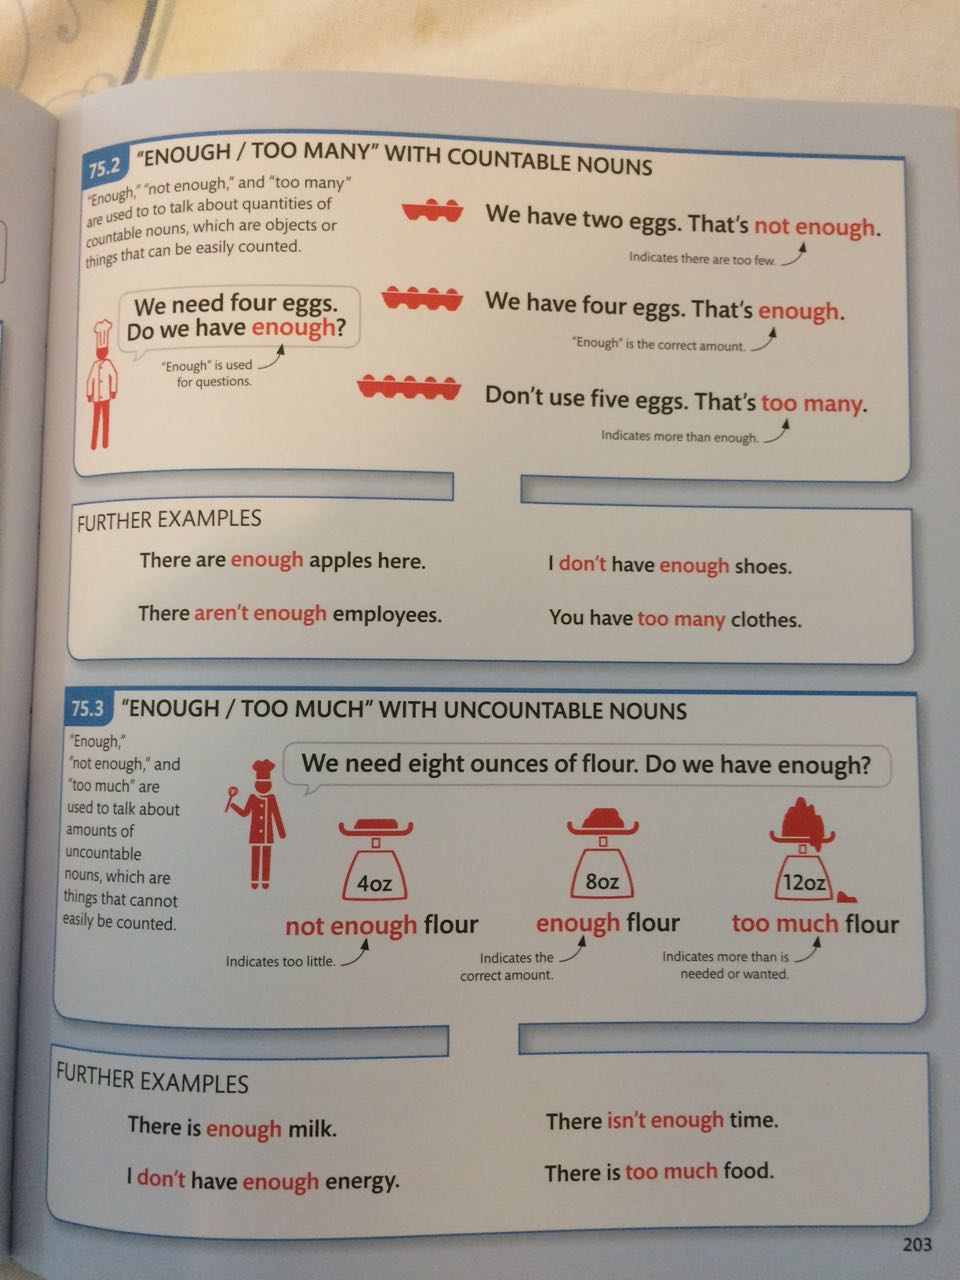 75.2 "ENOUGH / TOO MANY" WITH COUNTABLE NOUNS
"Enough," "not enough," and "too many"
are used to to talk about quantities of
countable nouns, which are objects or
things that can be easily counted.
We need four eggs.
Do we have enough?
"Enough" is used
for questions.
We have two eggs. That's not enough.
Indicates there are too few.
We have four eggs. That's enough.
"Enough" is the correct amount.
Don't use five eggs. That's too many.
Indicates more than enough.
FURTHER EXAMPLES
There are enough apples here.
I don't have enough shoes.
There aren't enough employees.
You have too many clothes.
75.3 "ENOUGH / TOO MUCH" WITH UNCOUNTABLE NOUNS
"Enough,"
"not enough," and
"too much" are
used to talk about
amounts of
uncountable
nouns, which are
things that cannot
easily be counted.
We need eight ounces of flour. Do we have enough?
4oz
8oz
12oz
not enough flour
enough flour
too much flour
Indicates too little.
Indicates the
correct amount.
Indicates more than is
needed or wanted.
FURTHER EXAMPLES
There is enough milk.
There isn't enough time.
I don't have enough energy.
There is too much food.
203